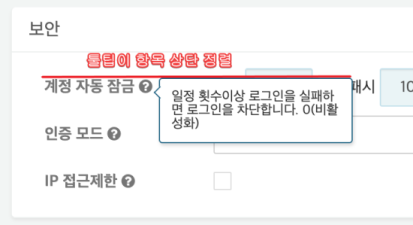 보안
툴팁이 항목 상단 정렬
계정 자동 잠금 ?
패시 10
일정 횟수이상 로그인을 실패하
면 로그인을 차단합니다. 0(비활
성화)
인증 모드 ?
IP 접근제한 ?